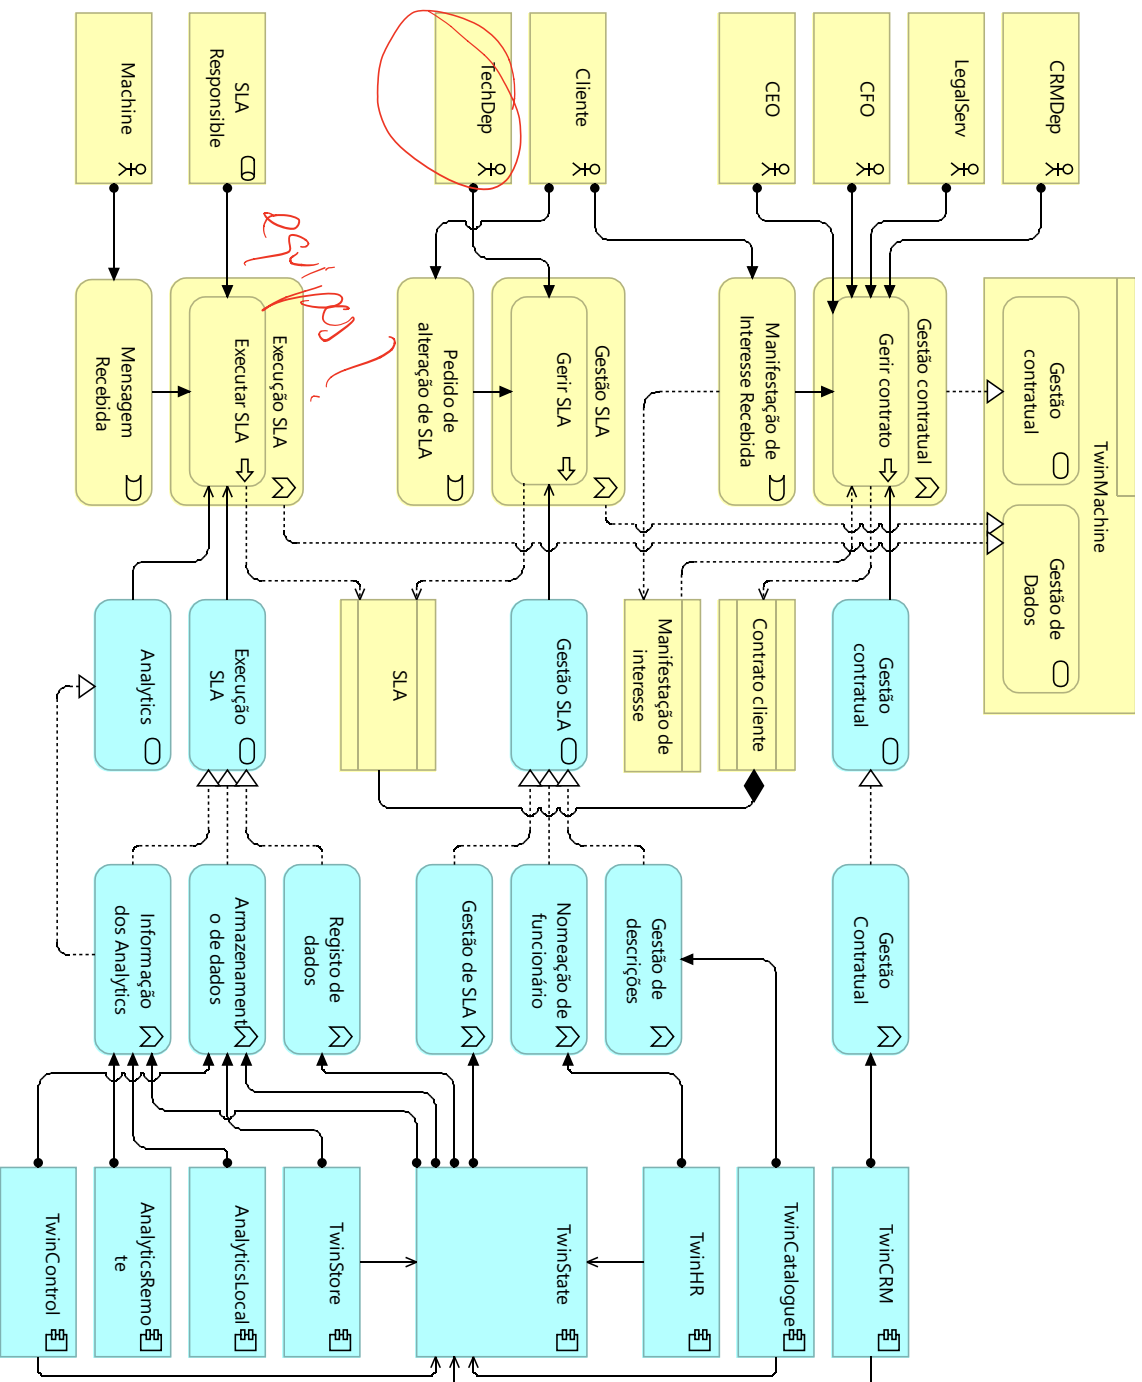 TwinMachine
CRMDep
Gestão
contratual
Gestão de
Dados
LegalServ
CFO
Gestão contratual
Gerir contrato
Gestão
contratual
Gestão
Contratual
TwinCRM
CEO
Manifestação de
Interesse Recebida
Contrato cliente
TwinCatalogue
Manifestação de
interesse
Gestão de
descrições
TwinHR
Cliente
Gestão SLA
Gerir SLA
Gestão SLA
Nomeação de
funcionário
TwinState
TechDep
Pedido de
alteração de SLA
SLA
Gestão de SLA
Registo de
dados
TwinStore
SLA
Responsible
Execução SLA
Executar SLA
Execução
SLA
Armazenament
o de dados
AnalyticsLocal
Machine
Mensagem
Recebida
Analytics
Informação
dos Analytics
AnalyticsRemo
te
TwinControl